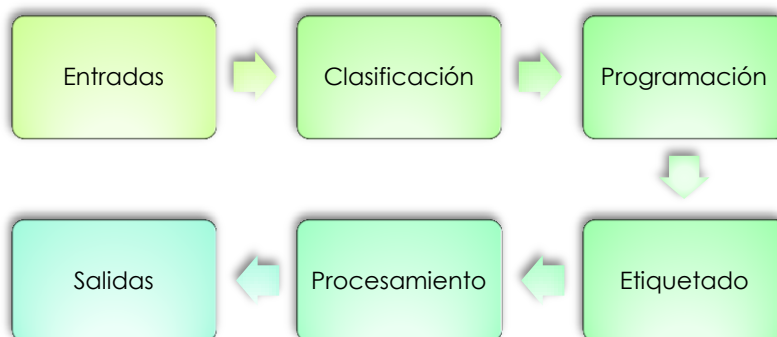 Entradas
Clasificación
Programación
Etiquetado
Procesamiento
Salidas